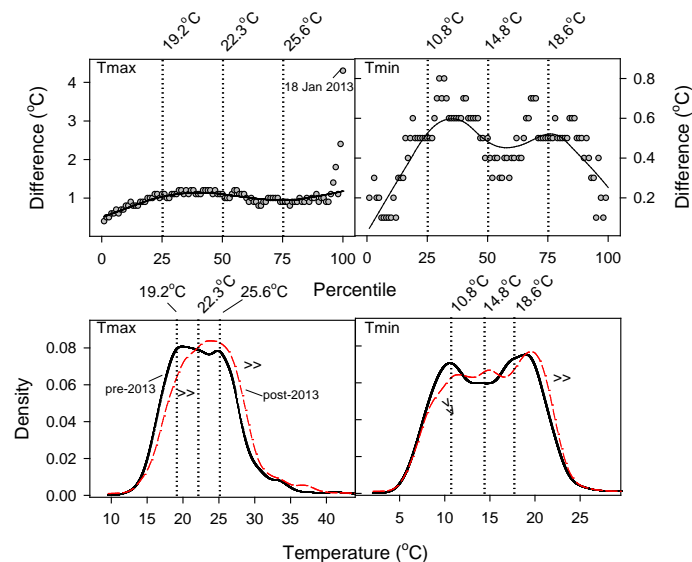 19.2°C 22.3°C 25.6°C 10.8°C 14.8°C 18.6°C
Tmax
18 Jan 2013
Difference (°C)
4
3
2
1
0 25 50 75 100
Tmin
0.8
0.6
0.4
0.2
Difference (°C)
0 25 50 75 100
Percentile
19.2°C 22.3°C 25.6°C 10.8°C 14.8°C 18.6°C
Tmax
pre-2013
>>
post-2013
Density
0.08
0.06
0.04
0.02
0.00
10 15 20 25 30 35 40
Tmin
>>
>>
5 10 15 20 25
Temperature (°C)